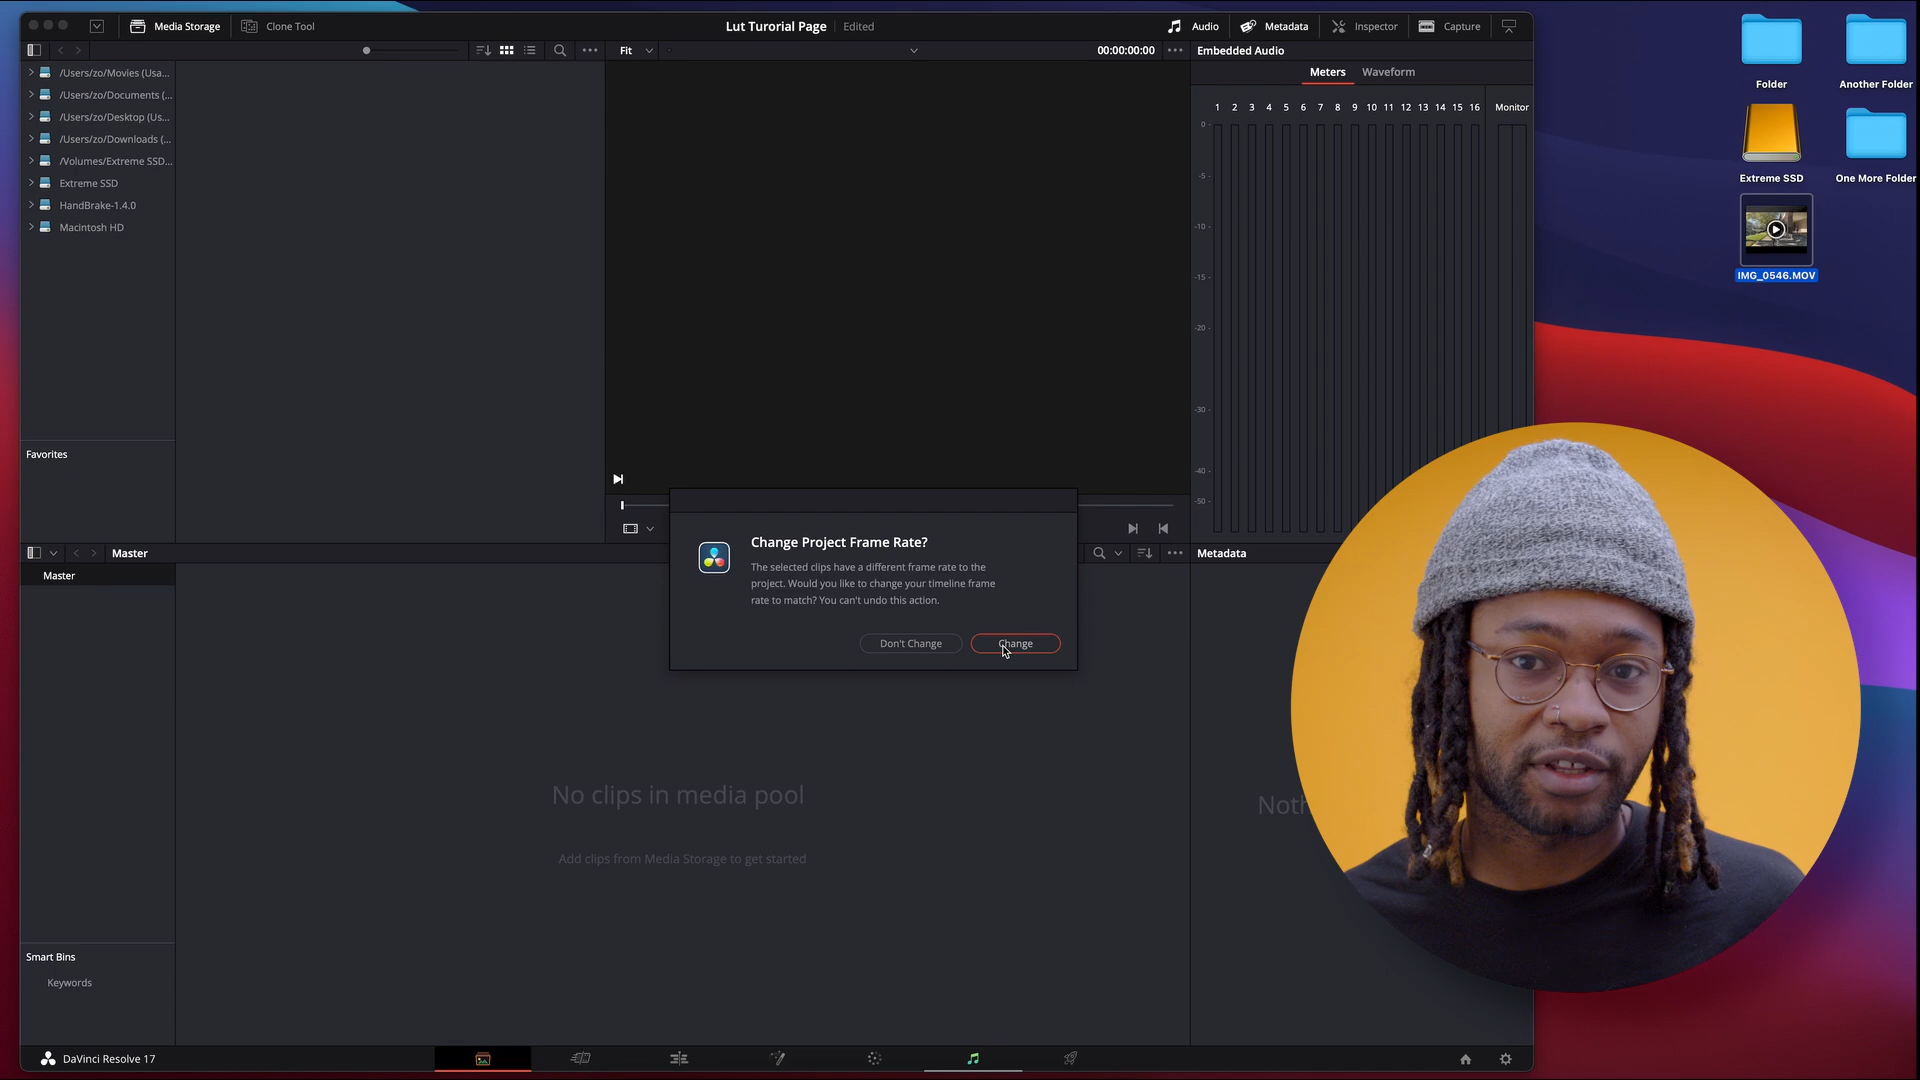 Media Storage
Clone Tool
Lut Turorial Page
Edited
Audio
Metadata
Inspector
Capture
Fit
00:00:00:00
Embedded Audio
Meters
Waveform
/Users/zo/Movies (Usa...
/Users/zo/Documents (...
/Users/zo/Desktop (Us...
/Users/zo/Downloads (...
/Volumes/Extreme SSD...
Extreme SSD
HandBrake-1.4.0
Macintosh HD
1 2 3 4 5 6 7 8 9 10 11 12 13 14 15 16 Monitor
0 -
-5 -
-10 -
-15 -
-20 -
-30 -
-40 -
-50 -
Folder
Another Folder
Extreme SSD
One More Folder
IMG_0546.MOV
Favorites
Change Project Frame Rate?
The selected clips have a different frame rate to the
project. Would you like to change your timeline frame
rate to match? You can't undo this action.
Don't Change
Change
Master
Metadata
Master
No clips in media pool
Add clips from Media Storage to get started
Smart Bins
Keywords
DaVinci Resolve 17